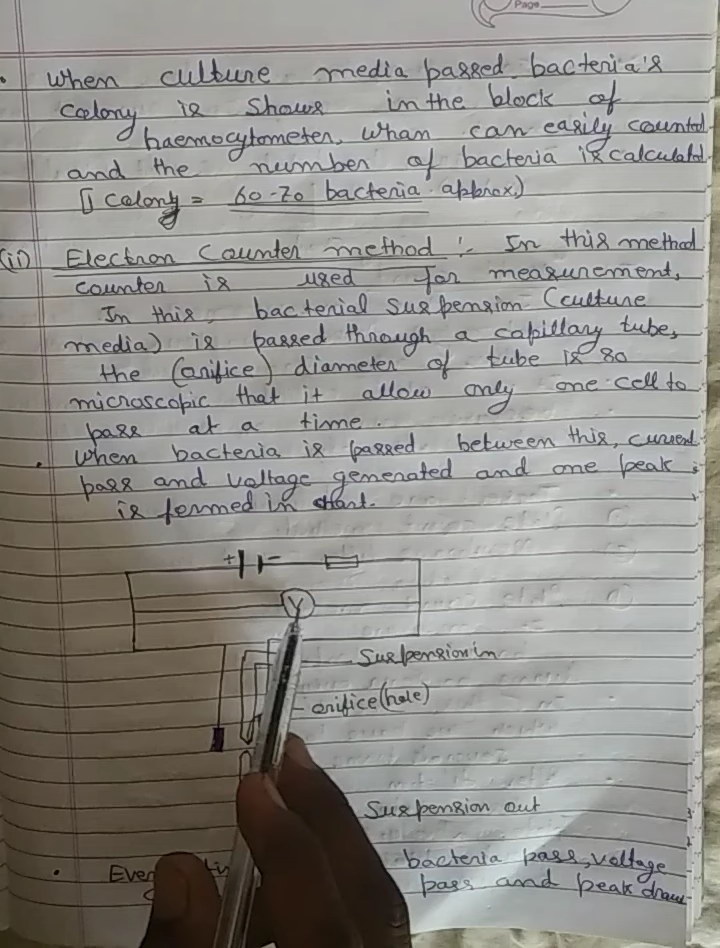 Page
When culture media passed bacteria's
colony is shows in the block of
haemocytometer, whan can easily counted
and the number of bacteria is calculated
[1 colony = 60-70 bacteria approx.)
(ii) Electron Counter method :- In this method
counter is used for measurement,
In this, bacterial suspension (culture
media) is passed through a capillary tube,
the (orifice) diameter of tube is so
microscopic that it allow only one cell to
pass at a time.
When bacteria is passed between this, current
pass and voltage generated and one peak
is formed in chart.
+ -
V
Suspension in
orifice (hole)
Suspension out
bacteria pass, voltage
pass and peak draw